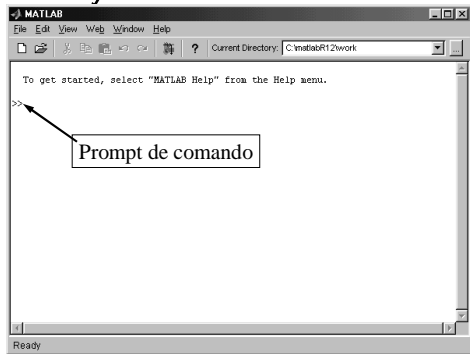 MATLAB
File Edit View Web Window Help
? Current Directory: C:\matlabR12\work ...
To get started, select "MATLAB Help" from the Help menu.
>>
Prompt de comando
Ready